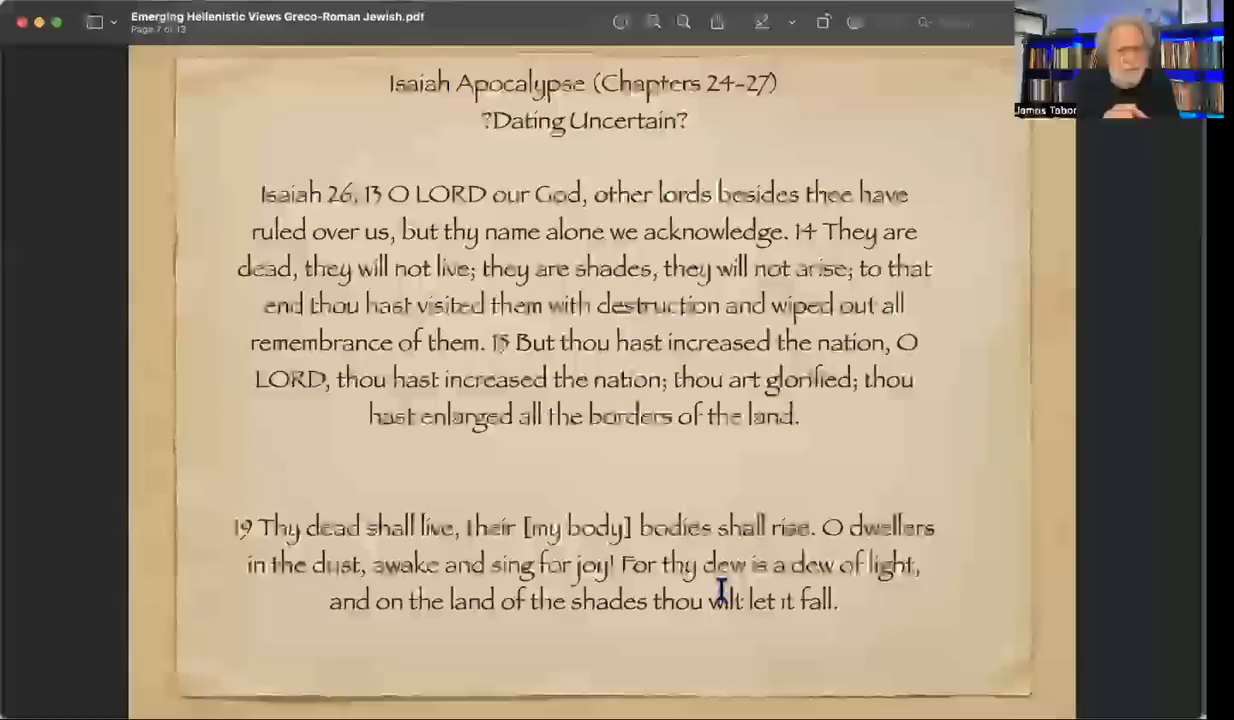 Emerging Hellenistic Views Greco-Roman Jewish.pdf
Page 7 of 13
James Tabor
Isaiah Apocalypse (Chapters 24-27)
?Dating Uncertain?
Isaiah 26, 13 O LORD our God, other lords besides thee have
ruled over us, but thy name alone we acknowledge. 14 They are
dead, they will not live; they are shades, they will not arise; to that
end thou hast visited them with destruction and wiped out all
remembrance of them. 15 But thou hast increased the nation, O
LORD, thou hast increased the nation; thou art glorified; thou
hast enlarged all the borders of the land.
19 Thy dead shall live, their [my body] bodies shall rise. O dwellers
in the dust, awake and sing for joy! For thy dew is a dew of light,
and on the land of the shades thou wilt let it fall.